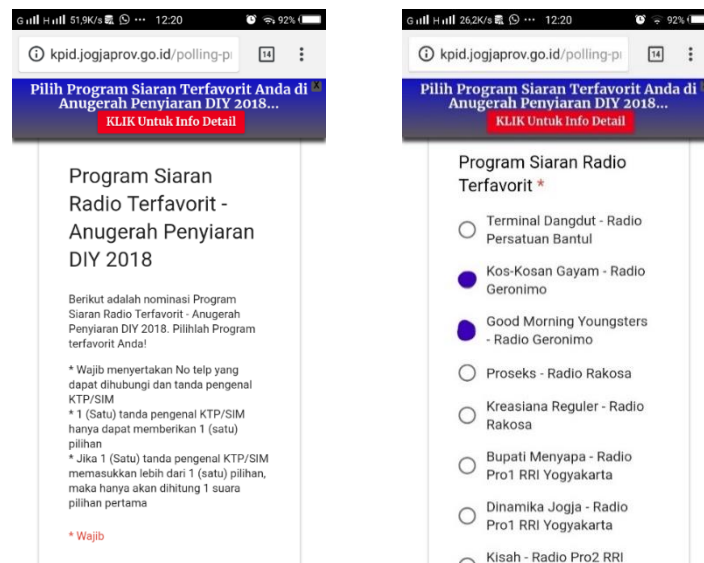 G 51,9K/s ... 12:20 92%
kpid.jogjaprov.go.id/polling-pr 14
Pilih Program Siaran Terfavorit Anda di X
Anugerah Penyiaran DIY 2018...
KLIK Untuk Info Detail
Program Siaran
Radio Terfavorit -
Anugerah Penyiaran
DIY 2018
Berikut adalah nominasi Program
Siaran Radio Terfavorit - Anugerah
Penyiaran DIY 2018. Pilihlah Program
terfavorit Anda!
* Wajib menyertakan No telp yang
dapat dihubungi dan tanda pengenal
KTP/SIM
* 1 (Satu) tanda pengenal KTP/SIM
hanya dapat memberikan 1 (satu)
pilihan
* Jika 1 (Satu) tanda pengenal KTP/SIM
memasukkan lebih dari 1 (satu) pilihan,
maka hanya akan dihitung 1 suara
pilihan pertama
* Wajib
G 26,2K/s ... 12:20 92%
kpid.jogjaprov.go.id/polling-pr 14
Pilih Program Siaran Terfavorit Anda di
Anugerah Penyiaran DIY 2018...
KLIK Untuk Info Detail
Program Siaran Radio
Terfavorit *
Terminal Dangdut - Radio
Persatuan Bantul
Kos-Kosan Gayam - Radio
Geronimo
Good Morning Youngsters
- Radio Geronimo
Proseks - Radio Rakosa
Kreasiana Reguler - Radio
Rakosa
Bupati Menyapa - Radio
Pro1 RRI Yogyakarta
Dinamika Jogja - Radio
Pro1 RRI Yogyakarta
Kisah - Radio Pro2 RRI